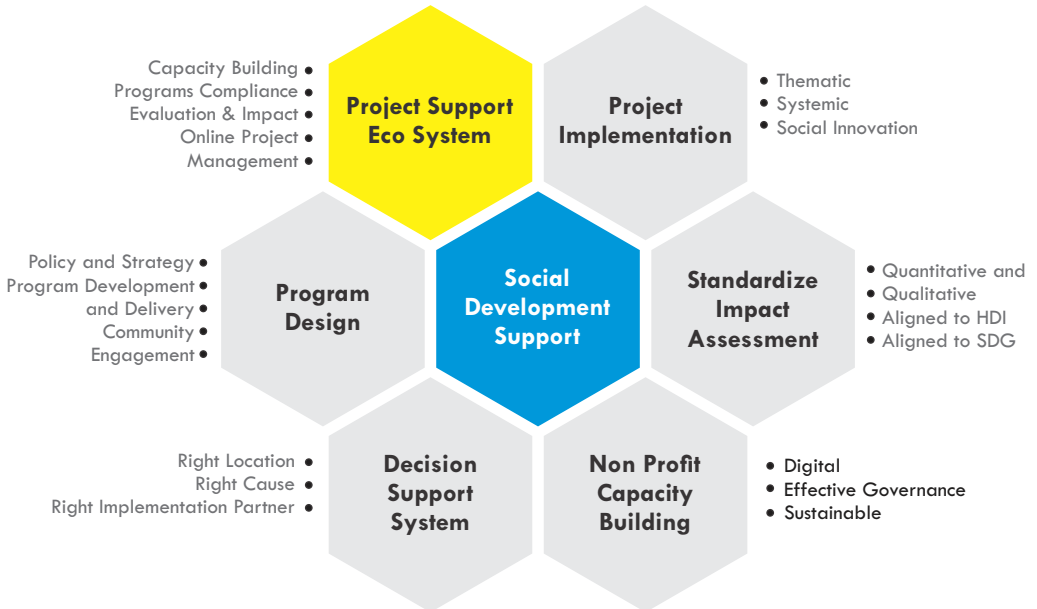 Capacity Building •
Programs Compliance •
Evaluation & Impact •
Online Project •
Management •
Project Support
Eco System
Project
Implementation
• Thematic
• Systemic
• Social Innovation
Policy and Strategy •
Program Development •
and Delivery •
Community •
Engagement •
Program
Design
Social
Development
Support
Standardize
Impact
Assessment
• Quantitative and
• Qualitative
• Aligned to HDI
• Aligned to SDG
Right Location •
Right Cause •
Right Implementation Partner •
Decision
Support
System
Non Profit
Capacity
Building
• Digital
• Effective Governance
• Sustainable